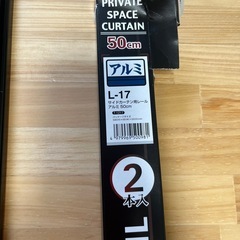 PRIVATE
SPACE
CURTAIN
50cm
アルミ
L-17
サイドカーテン用レール
アルミ 50cm
2
本入